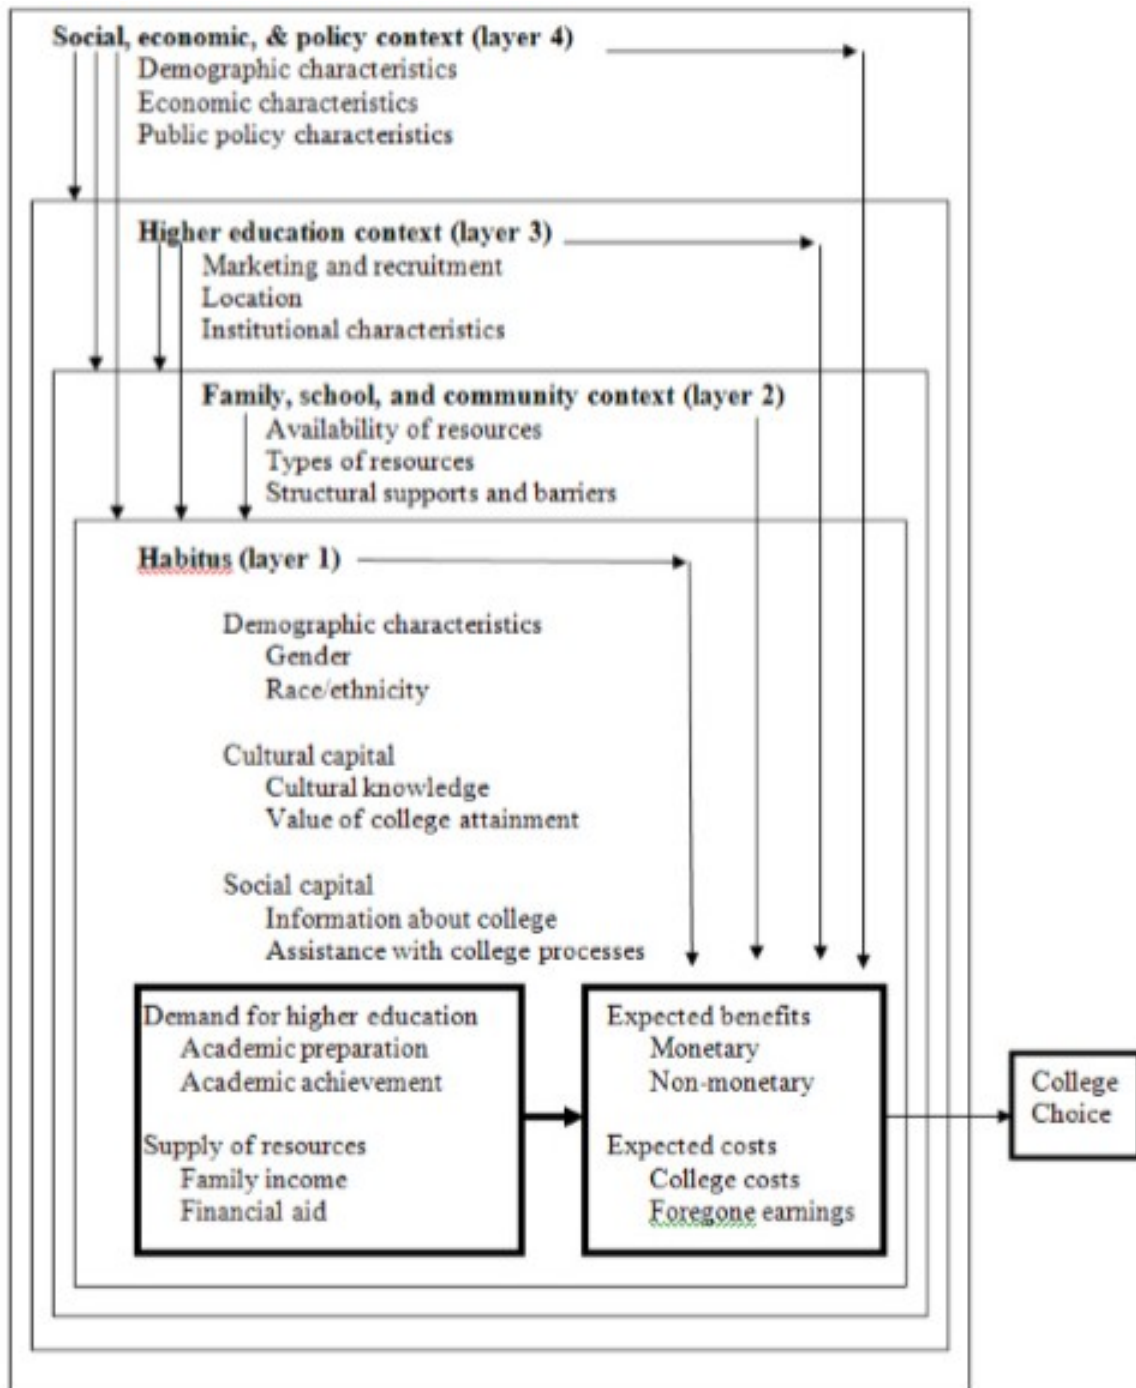 Social, economic, & policy context (layer 4)
Demographic characteristics
Economic characteristics
Public policy characteristics
Higher education context (layer 3)
Marketing and recruitment
Location
Institutional characteristics
Family, school, and community context (layer 2)
Availability of resources
Types of resources
Structural supports and barriers
Habitus (layer 1)
Demographic characteristics
Gender
Race/ethnicity
Cultural capital
Cultural knowledge
Value of college attainment
Social capital
Information about college
Assistance with college processes
Demand for higher education
Academic preparation
Academic achievement
Supply of resources
Family income
Financial aid
Expected benefits
Monetary
Non-monetary
Expected costs
College costs
Foregone earnings
College
Choice